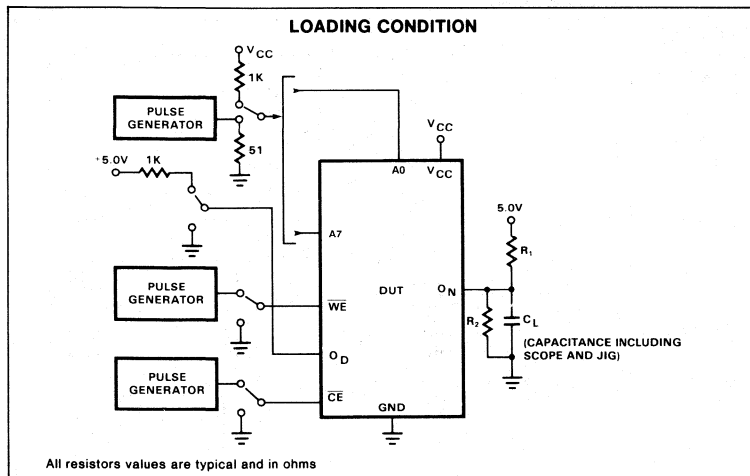 LOADING CONDITION
VCC
1K
PULSE
GENERATOR
51
+5.0V
1K
VCC
A0
VCC
5.0V
R1
A7
DUT
ON
R2
CL
(CAPACITANCE INCLUDING
SCOPE AND JIG)
PULSE
GENERATOR
WE
OD
PULSE
GENERATOR
CE
GND
All resistors values are typical and in ohms